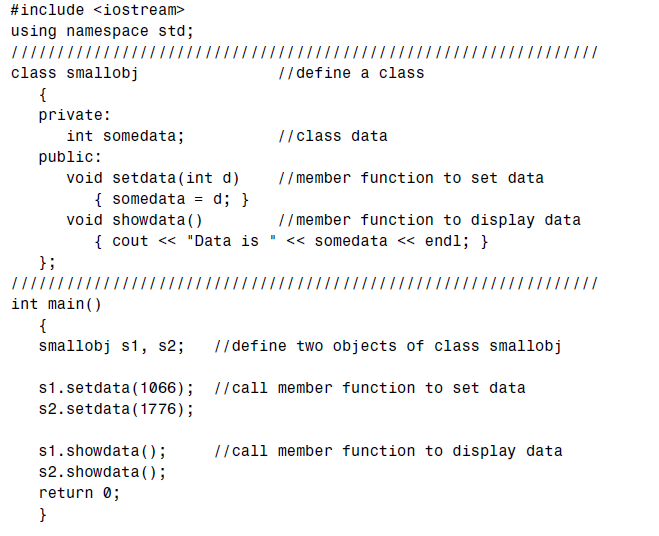 #include <iostream>
using namespace std;
////////////////////////////////////////////////////////////////
class smallobj               //define a class
   {
   private:
      int somedata;          //class data
   public:
      void setdata(int d)    //member function to set data
         { somedata = d; }
      void showdata()        //member function to display data
         { cout << "Data is " << somedata << endl; }
   };
////////////////////////////////////////////////////////////////
int main()
   {
   smallobj s1, s2;   //define two objects of class smallobj

   s1.setdata(1066);  //call member function to set data
   s2.setdata(1776);

   s1.showdata();     //call member function to display data
   s2.showdata();
   return 0;
   }